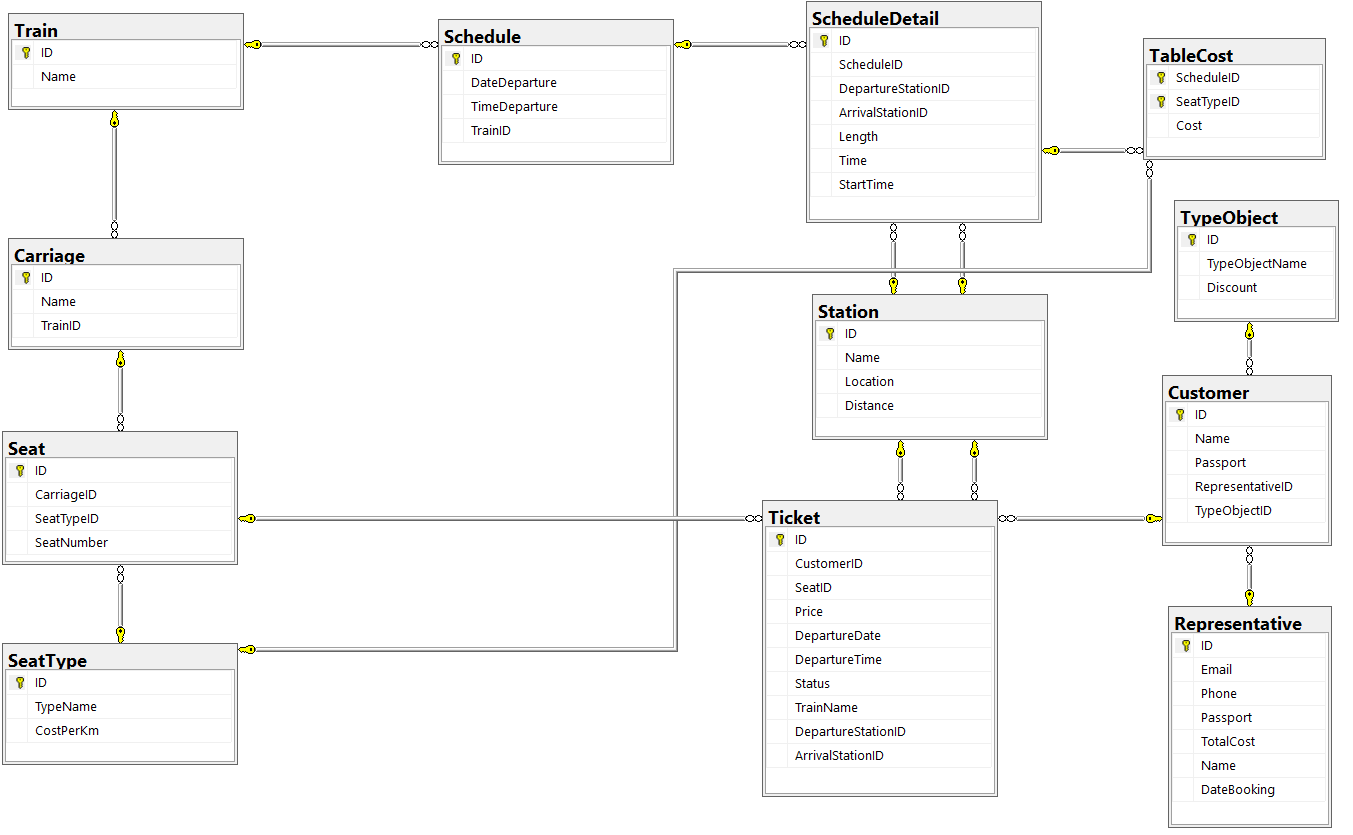 Train
ID
Name
Schedule
ID
DateDeparture
TimeDeparture
TrainID
ScheduleDetail
ID
ScheduleID
DepartureStationID
ArrivalStationID
Length
Time
StartTime
TableCost
ScheduleID
SeatTypeID
Cost
TypeObject
ID
TypeObjectName
Discount
Carriage
ID
Name
TrainID
Station
ID
Name
Location
Distance
Customer
ID
Name
Passport
RepresentativeID
TypeObjectID
Seat
ID
CarriageID
SeatTypeID
SeatNumber
Ticket
ID
CustomerID
SeatID
Price
DepartureDate
DepartureTime
Status
TrainName
DepartureStationID
ArrivalStationID
Representative
ID
Email
Phone
Passport
TotalCost
Name
DateBooking
SeatType
ID
TypeName
CostPerKm